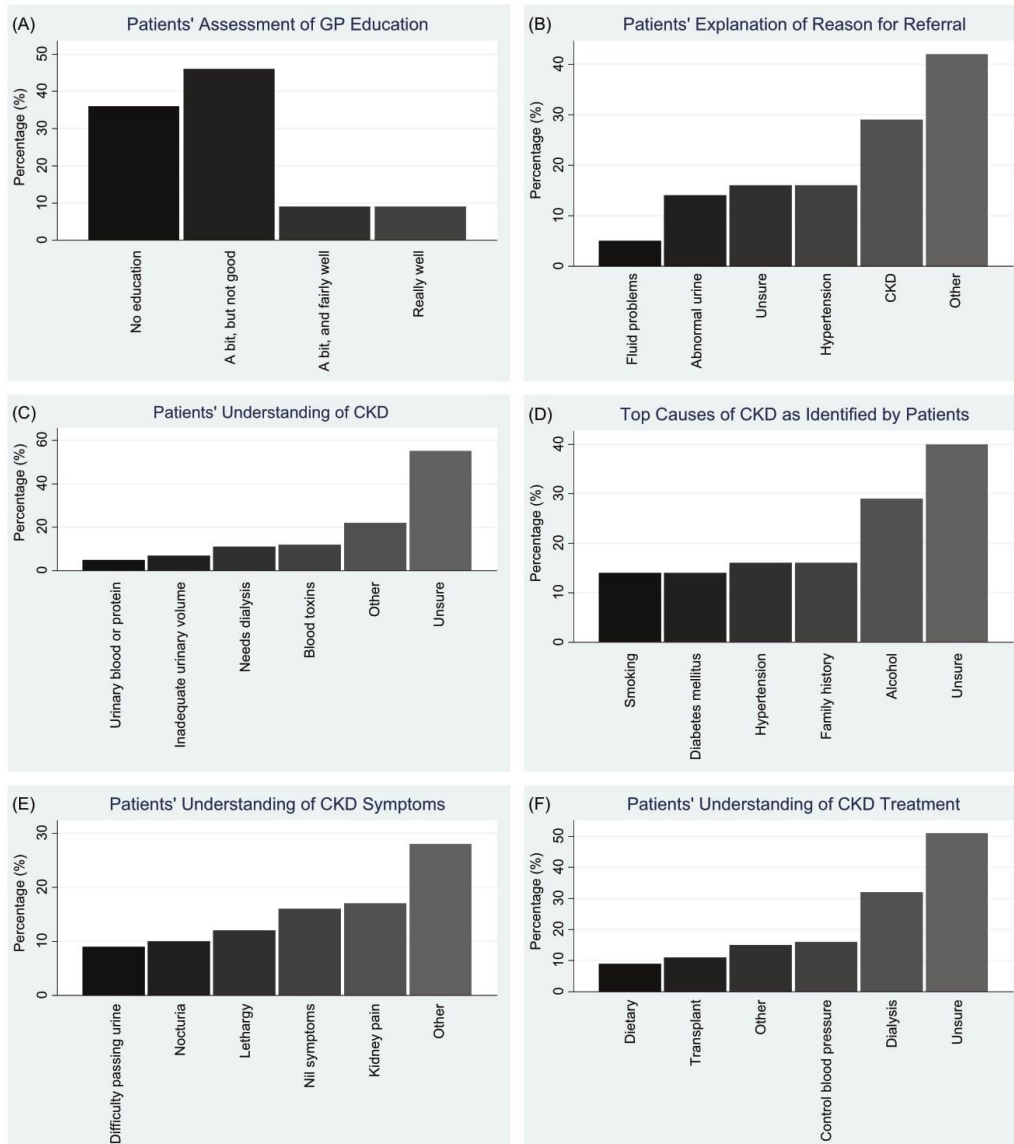 (A) Patients' Assessment of GP Education
Percentage (%)
50
40
30
20
10
0
No education
A bit, but not good
A bit, and fairly well
Really well
(B) Patients' Explanation of Reason for Referral
Percentage (%)
40
30
20
10
0
Fluid problems
Abnormal urine
Unsure
Hypertension
CKD
Other
(C) Patients' Understanding of CKD
Percentage (%)
60
40
20
0
Urinary blood or protein
Inadequate urinary volume
Needs dialysis
Blood toxins
Other
Unsure
(D) Top Causes of CKD as Identified by Patients
Percentage (%)
40
30
20
10
0
Smoking
Diabetes mellitus
Hypertension
Family history
Alcohol
Unsure
(E) Patients' Understanding of CKD Symptoms
Percentage (%)
30
20
10
0
Difficulty passing urine
Nocturia
Lethargy
Nil symptoms
Kidney pain
Other
(F) Patients' Understanding of CKD Treatment
Percentage (%)
50
40
30
20
10
0
Dietary
Transplant
Other
Control blood pressure
Dialysis
Unsure